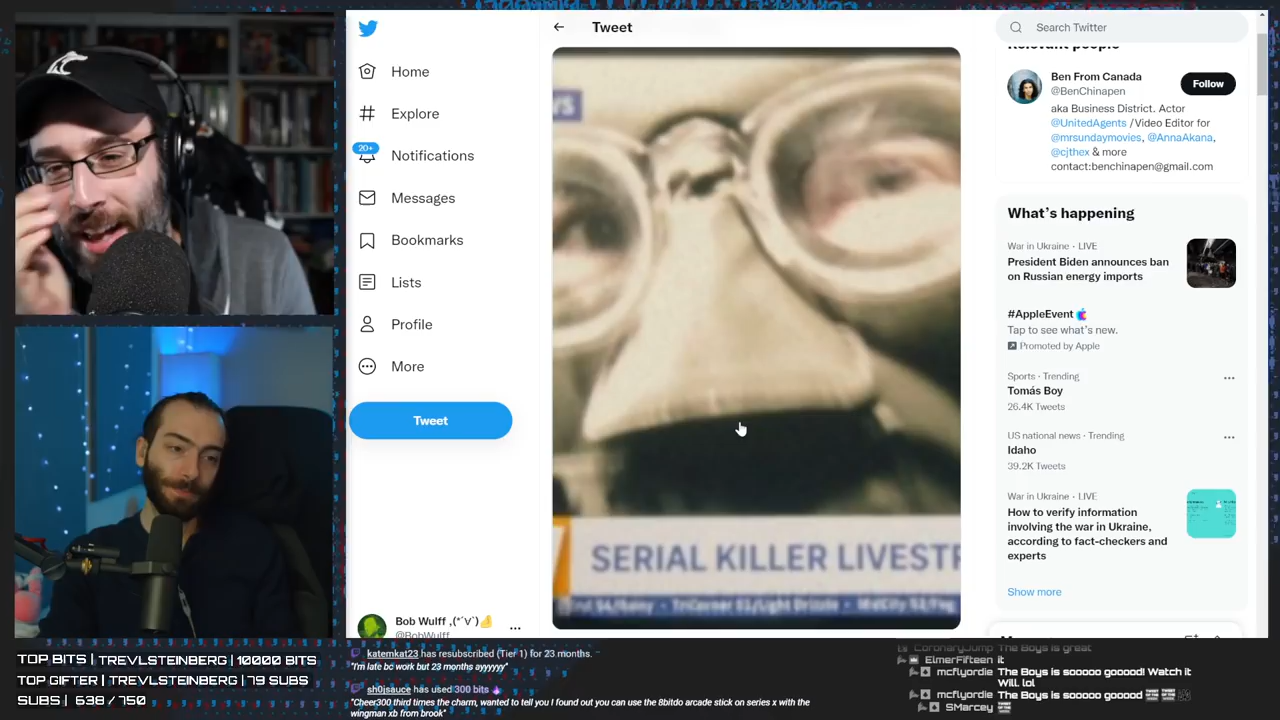 Tweet
Search Twitter
Home
Explore
20+
Notifications
Messages
Bookmarks
Lists
Profile
More
Tweet
Bob Wulff ,(*´∀`)
@BobWulff
SERIAL KILLER LIVESTR
Relevant people
Ben From Canada
@BenChinapen
Follow
aka Business District. Actor
@UnitedAgents / Video Editor for
@mrsundaymovies, @AnnaAkana,
@cjthex & more
contact:benchinapen@gmail.com
What's happening
War in Ukraine · LIVE
President Biden announces ban
on Russian energy imports
#AppleEvent
Tap to see what's new.
Promoted by Apple
Sports · Trending
Tomás Boy
26.4K Tweets
US national news · Trending
Idaho
39.2K Tweets
War in Ukraine · LIVE
How to verify information
involving the war in Ukraine,
according to fact-checkers and
experts
Show more
TOP BITS | TREVLSTEINBERG | 10000 BITS
TOP GIFTER | TREVLSTEINBERG | 79 SUBS
SUBS | 638 / 750
katemkat23 has resubscribed (Tier 1) for 23 months.
"I'm late bc work but 23 months ayyyyyy"
sh0jsauce has used 300 bits
"Cheer300 third times the charm, wanted to tell you I found out you can use the 8bitdo arcade stick on series x with the
wingman xb from brook"
CoronaryJount The Boys is great
ElmerFifteen it
mcflyordie The Boys is sooooo gooood! Watch it
Will. lol
mcflyordie The Boys is sooooo gooood
SMarcey